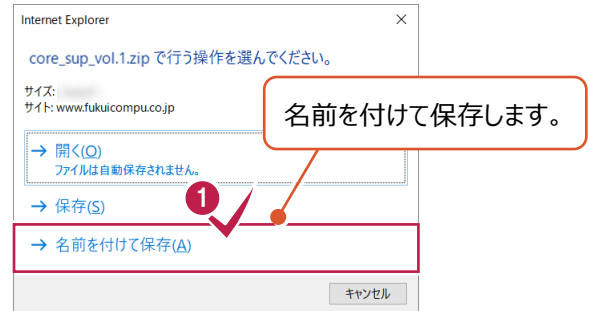 Internet Explorer
core_sup_vol.1.zip で行う操作を選んでください。
サイズ:
サイト: www.fukuicompu.co.jp
名前を付けて保存します。
→ 開く(O)
ファイルは自動保存されません。
1
→ 保存(S)
→ 名前を付けて保存(A)
キャンセル